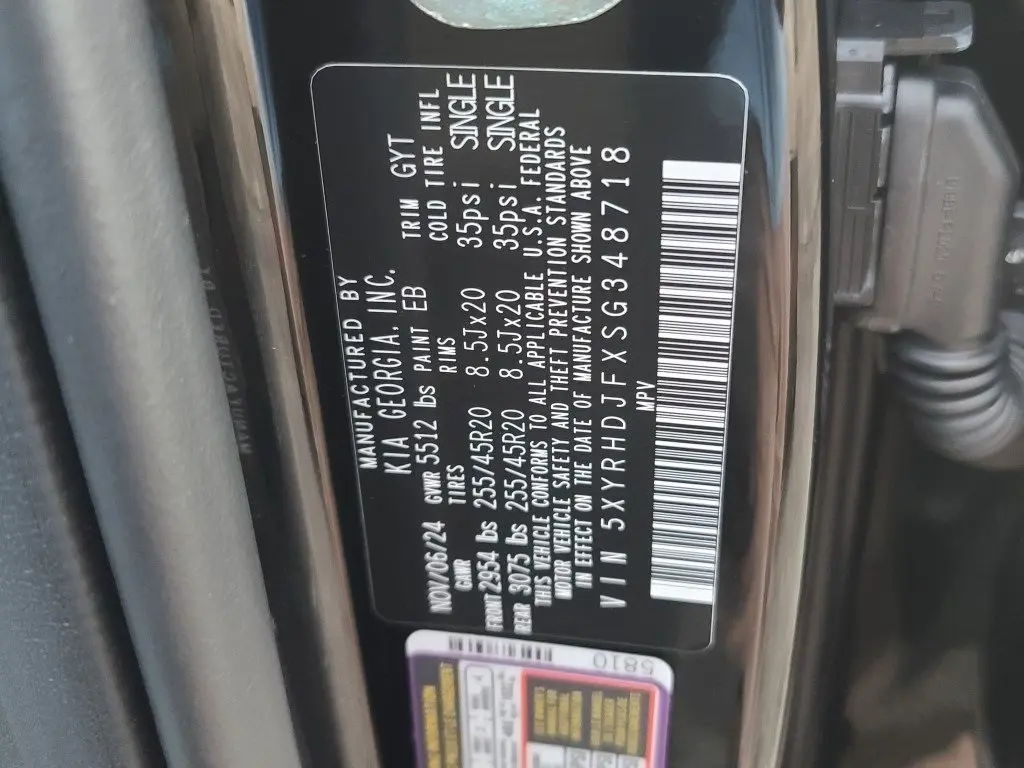 MANUFACTURED BY
KIA GEORGIA, INC.
NOV/06/24 GVWR 5512 lbs PAINT EB TRIM GYT
GAWR TIRES RIMS COLD TIRE INFL
FRONT 2954 lbs 255/45R20 8.5Jx20 35psi SINGLE
REAR 3075 lbs 255/45R20 8.5Jx20 35psi SINGLE
THIS VEHICLE CONFORMS TO ALL APPLICABLE U.S.A. FEDERAL
MOTOR VEHICLE SAFETY AND THEFT PREVENTION STANDARDS
IN EFFECT ON THE DATE OF MANUFACTURE SHOWN ABOVE
VIN 5XYRHDJFXSG348718
MPV
5810